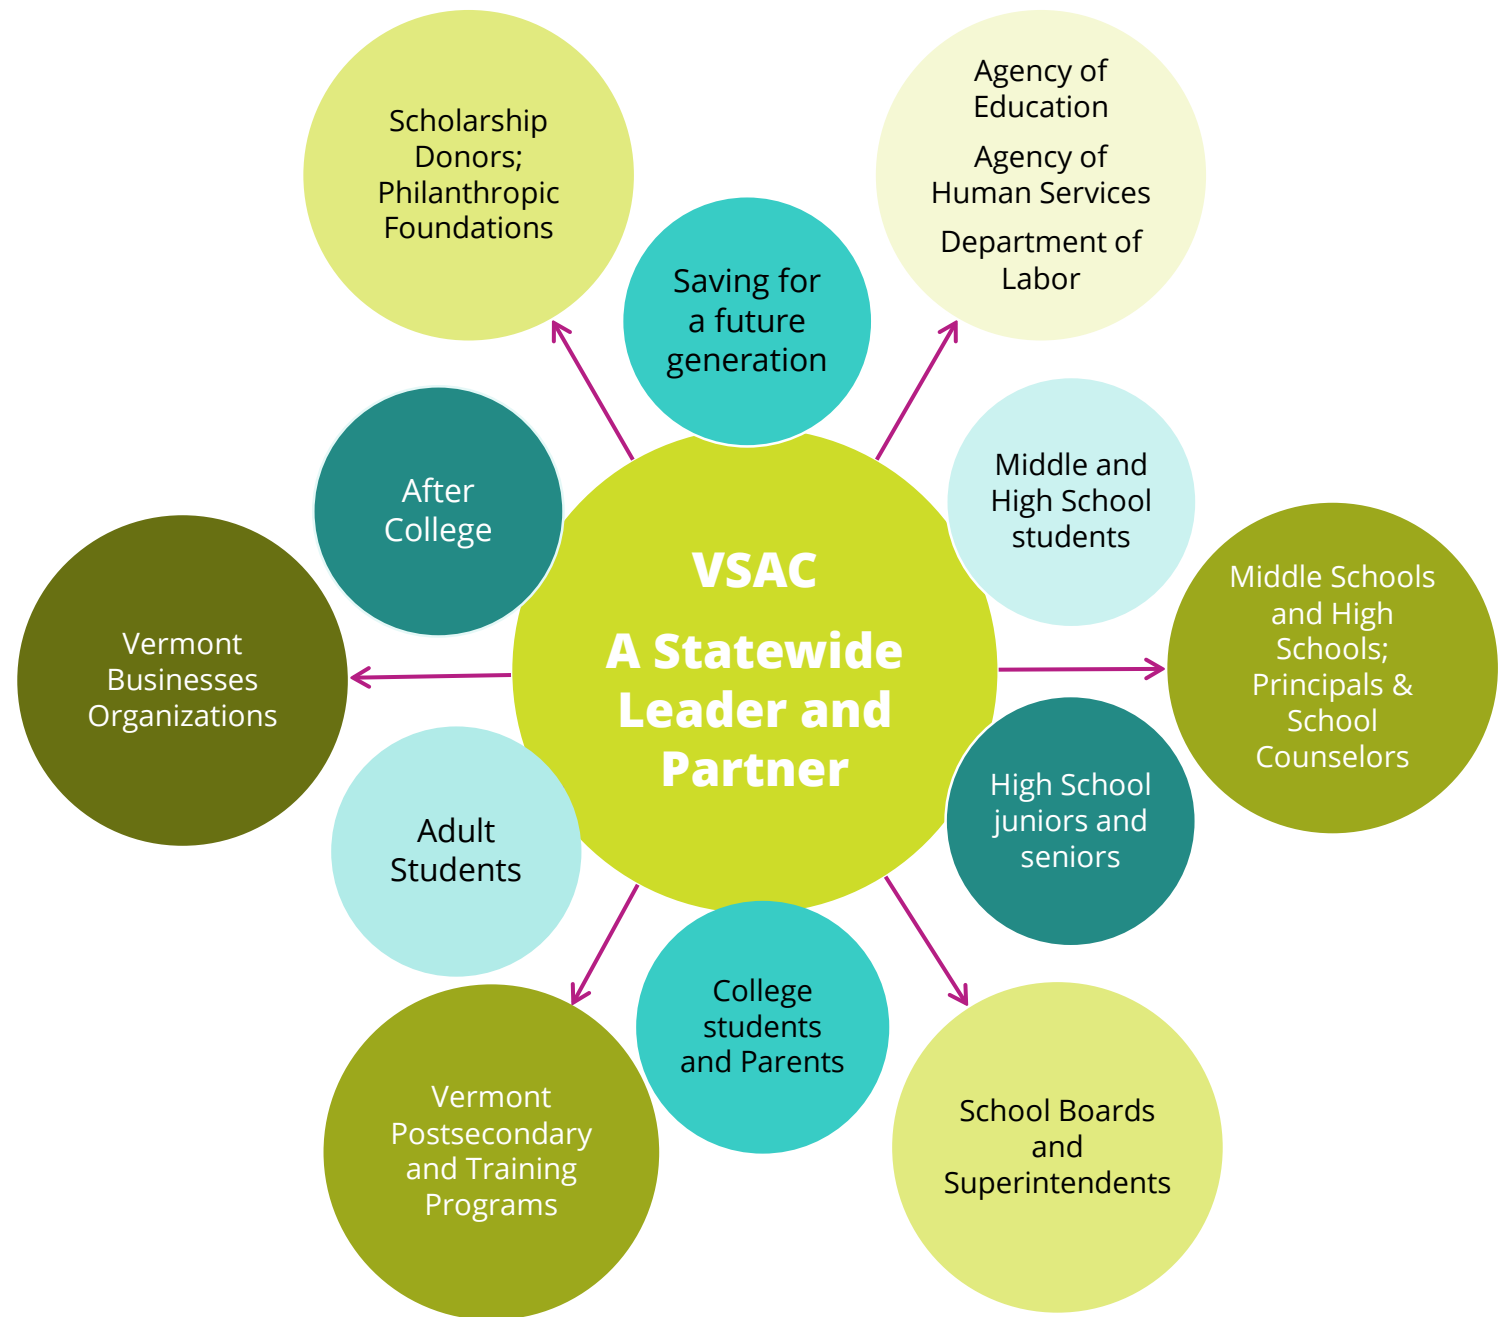 Scholarship
Donors;
Philanthropic
Foundations
Agency of
Education
Agency of
Human Services
Department of
Labor
Saving for
a future
generation
After
College
Middle and
High School
students
VSAC
A Statewide
Leader and
Partner
Vermont
Businesses
Organizations
Middle Schools
and High
Schools;
Principals &
School
Counselors
Adult
Students
High School
juniors and
seniors
College
students
and Parents
Vermont
Postsecondary
and Training
Programs
School Boards
and
Superintendents